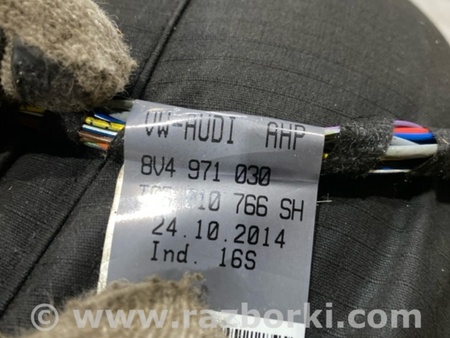 VW-AUDI AHP
8V4 971 030
766 SH
24.10.2014
Ind. 16S
© www.razborki.com